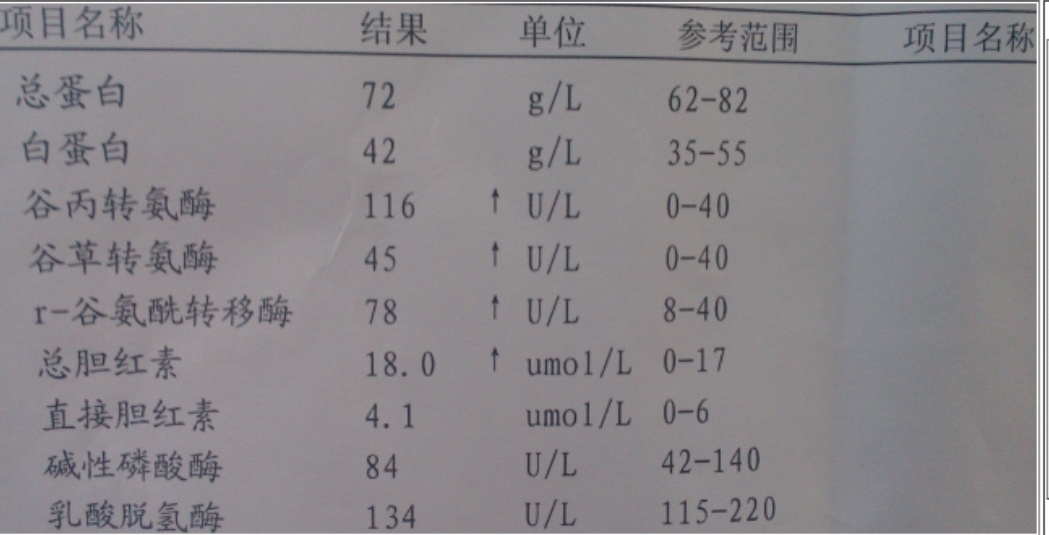 项目名称 结果 单位 参考范围 项目名称
总蛋白 72 g/L 62-82
白蛋白 42 g/L 35-55
谷丙转氨酶 116 ↑ U/L 0-40
谷草转氨酶 45 ↑ U/L 0-40
r-谷氨酰转移酶 78 ↑ U/L 8-40
总胆红素 18.0 ↑ umol/L 0-17
直接胆红素 4.1 umol/L 0-6
碱性磷酸酶 84 U/L 42-140
乳酸脱氢酶 134 U/L 115-220